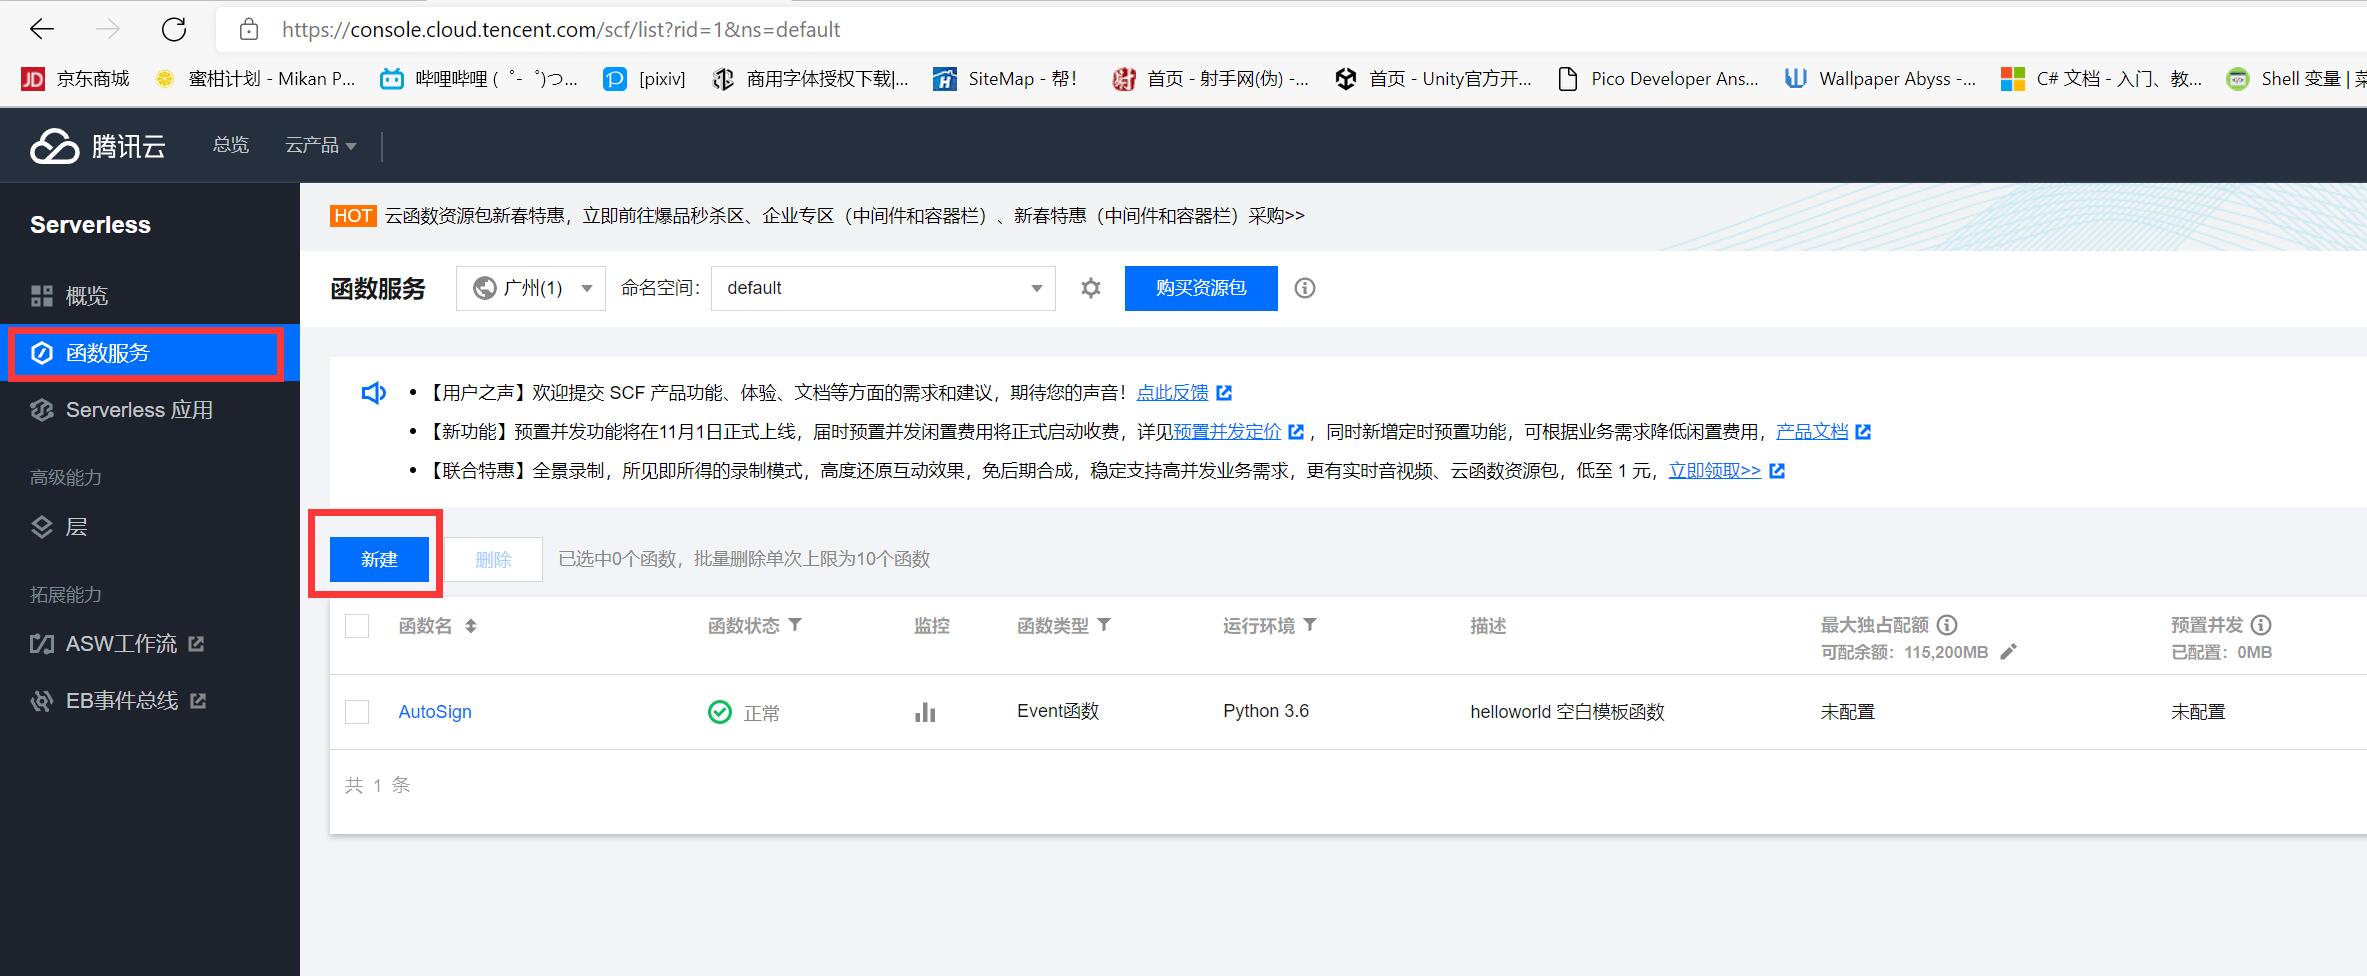 https://console.cloud.tencent.com/scf/list?rid=1&ns=default
JD 京东商城 蜜柑计划 - Mikan P... 哔哩哔哩 ( ゜- ゜)つ... [pixiv] 商用字体授权下载|... SiteMap - 帮! 首页 - 射手网(伪) -... 首页 - Unity官方开... Pico Developer Ans... Wallpaper Abyss -... C# 文档 - 入门、教... Shell 变量 | 菜
腾讯云 总览 云产品
Serverless
概览
函数服务
Serverless 应用
高级能力
层
拓展能力
ASW工作流
EB事件总线
HOT 云函数资源包新春特惠，立即前往爆品秒杀区、企业专区（中间件和容器栏）、新春特惠（中间件和容器栏）采购>>
函数服务 广州(1) 命名空间： default 购买资源包
• 【用户之声】欢迎提交 SCF 产品功能、体验、文档等方面的需求和建议，期待您的声音！点此反馈
• 【新功能】预置并发功能将在11月1日正式上线，届时预置并发闲置费用将正式启动收费，详见预置并发定价 ，同时新增定时预置功能，可根据业务需求降低闲置费用，产品文档
• 【联合特惠】全景录制，所见即所得的录制模式，高度还原互动效果，免后期合成，稳定支持高并发业务需求，更有实时音视频、云函数资源包，低至 1 元，立即领取>>
新建 删除 已选中0个函数，批量删除单次上限为10个函数
函数名 函数状态 监控 函数类型 运行环境 描述 最大独占配额 预置并发
可配余额：115,200MB 已配置：0MB
AutoSign 正常 Event函数 Python 3.6 helloworld 空白模板函数 未配置 未配置
共 1 条